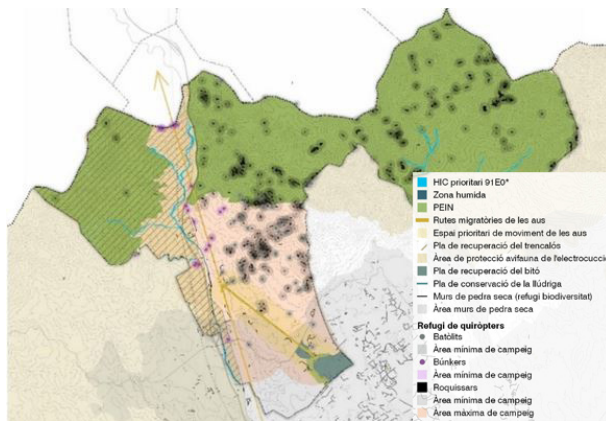 HIC prioritari 91E0*
Zona humida
PEIN
Rutes migratòries de les aus
Espai prioritari de moviment de les aus
Pla de recuperació del trencalòs
Àrea de protecció avifauna de l'electrocució
Pla de recuperació del bitó
Pla de conservació de la llúdriga
Murs de pedra seca (refugi biodiversitat)
Àrea murs de pedra seca
Refugi de quiròpters
Batòlits
Àrea mínima de campeig
Búnkers
Àrea mínima de campeig
Roquissars
Àrea mínima de campeig
Àrea màxima de campeig